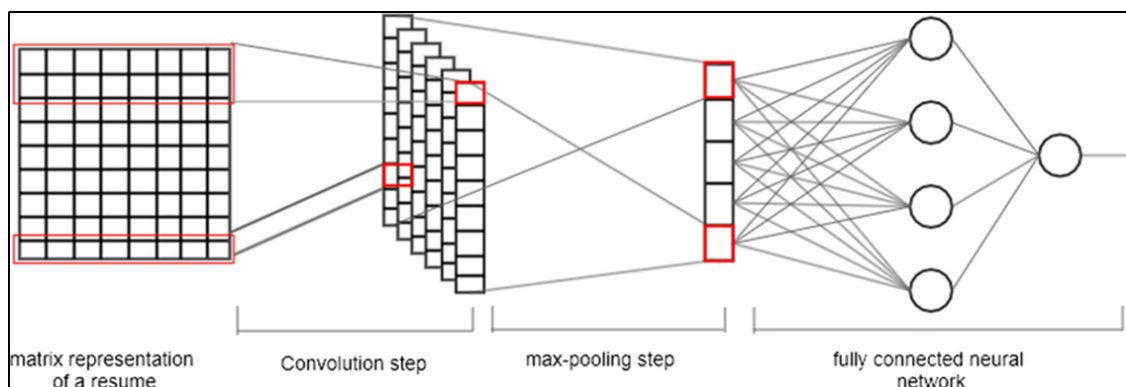 matrix representation
of a resume
Convolution step
max-pooling step
fully connected neural
network